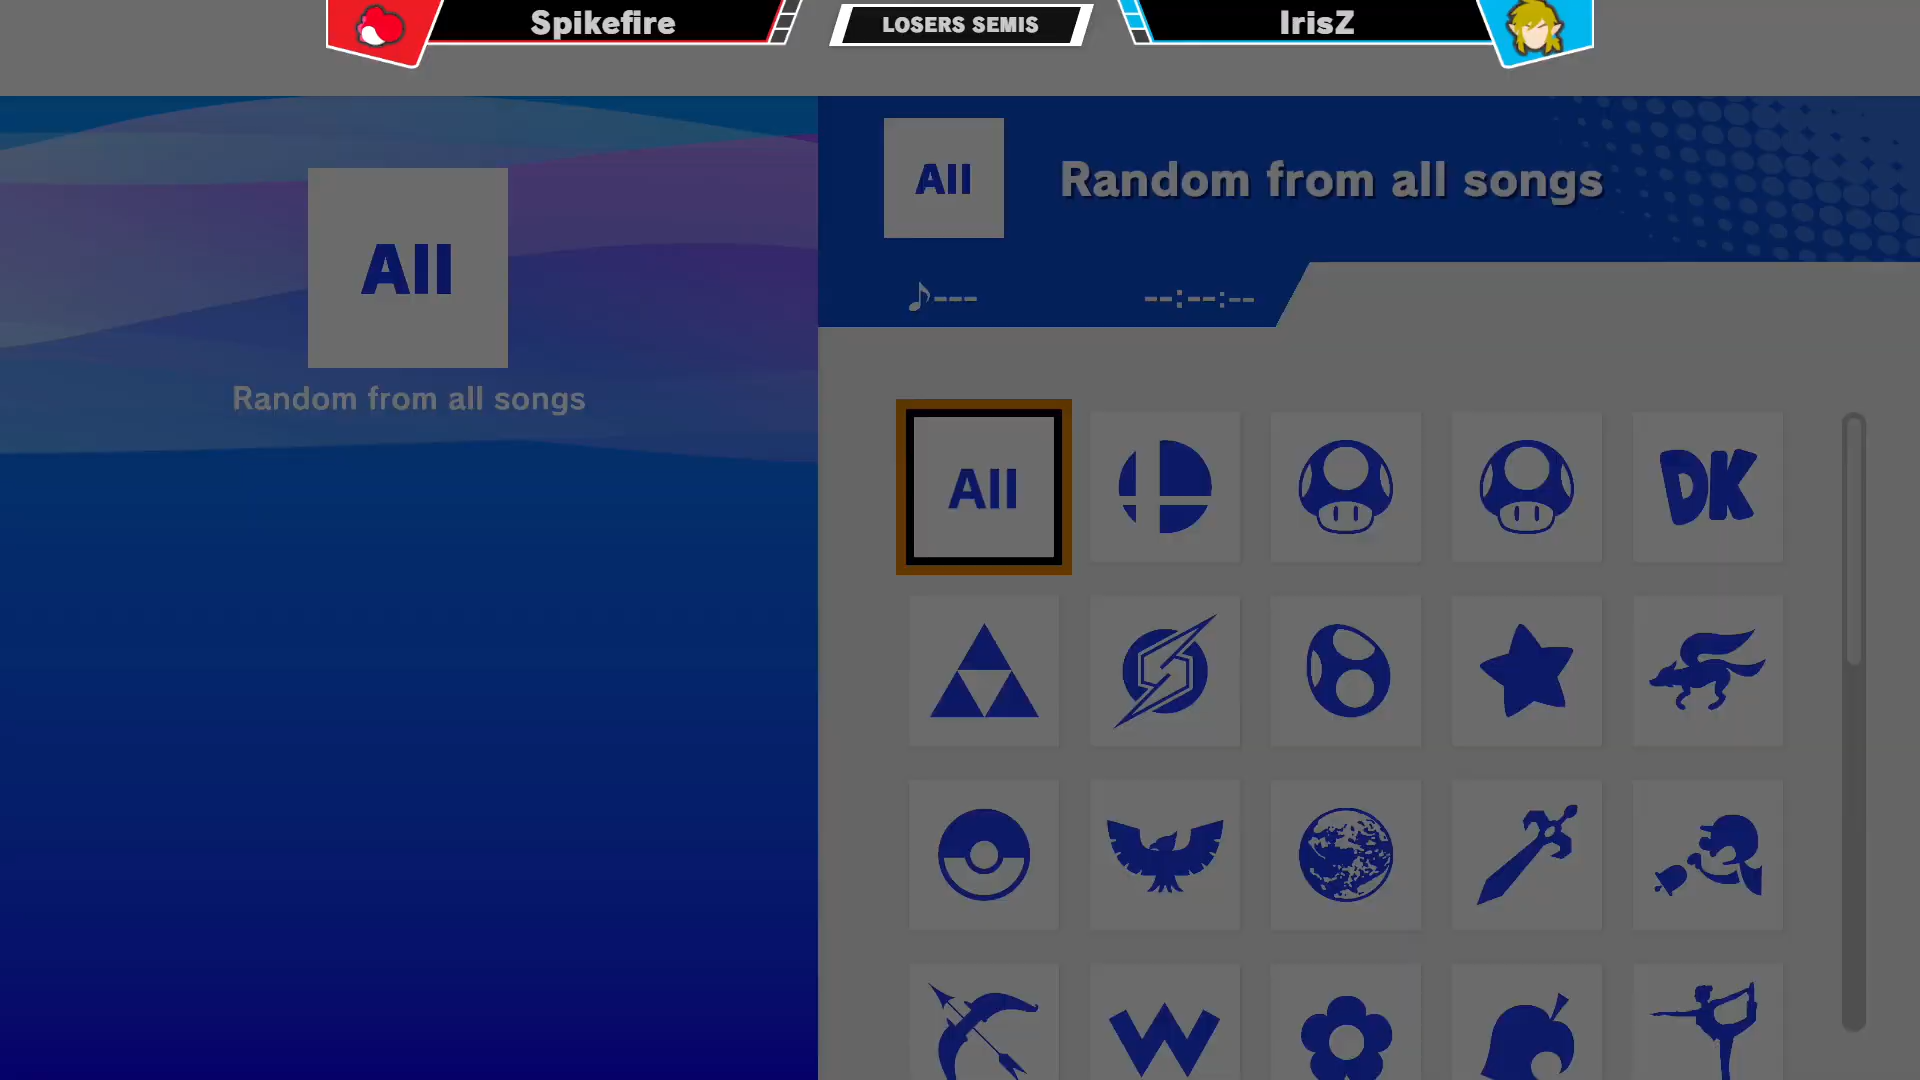 Spikefire
LOSERS SEMIS
IrisZ
All
Random from all songs
All
Random from all songs
♪---
--:--:--
All
DK